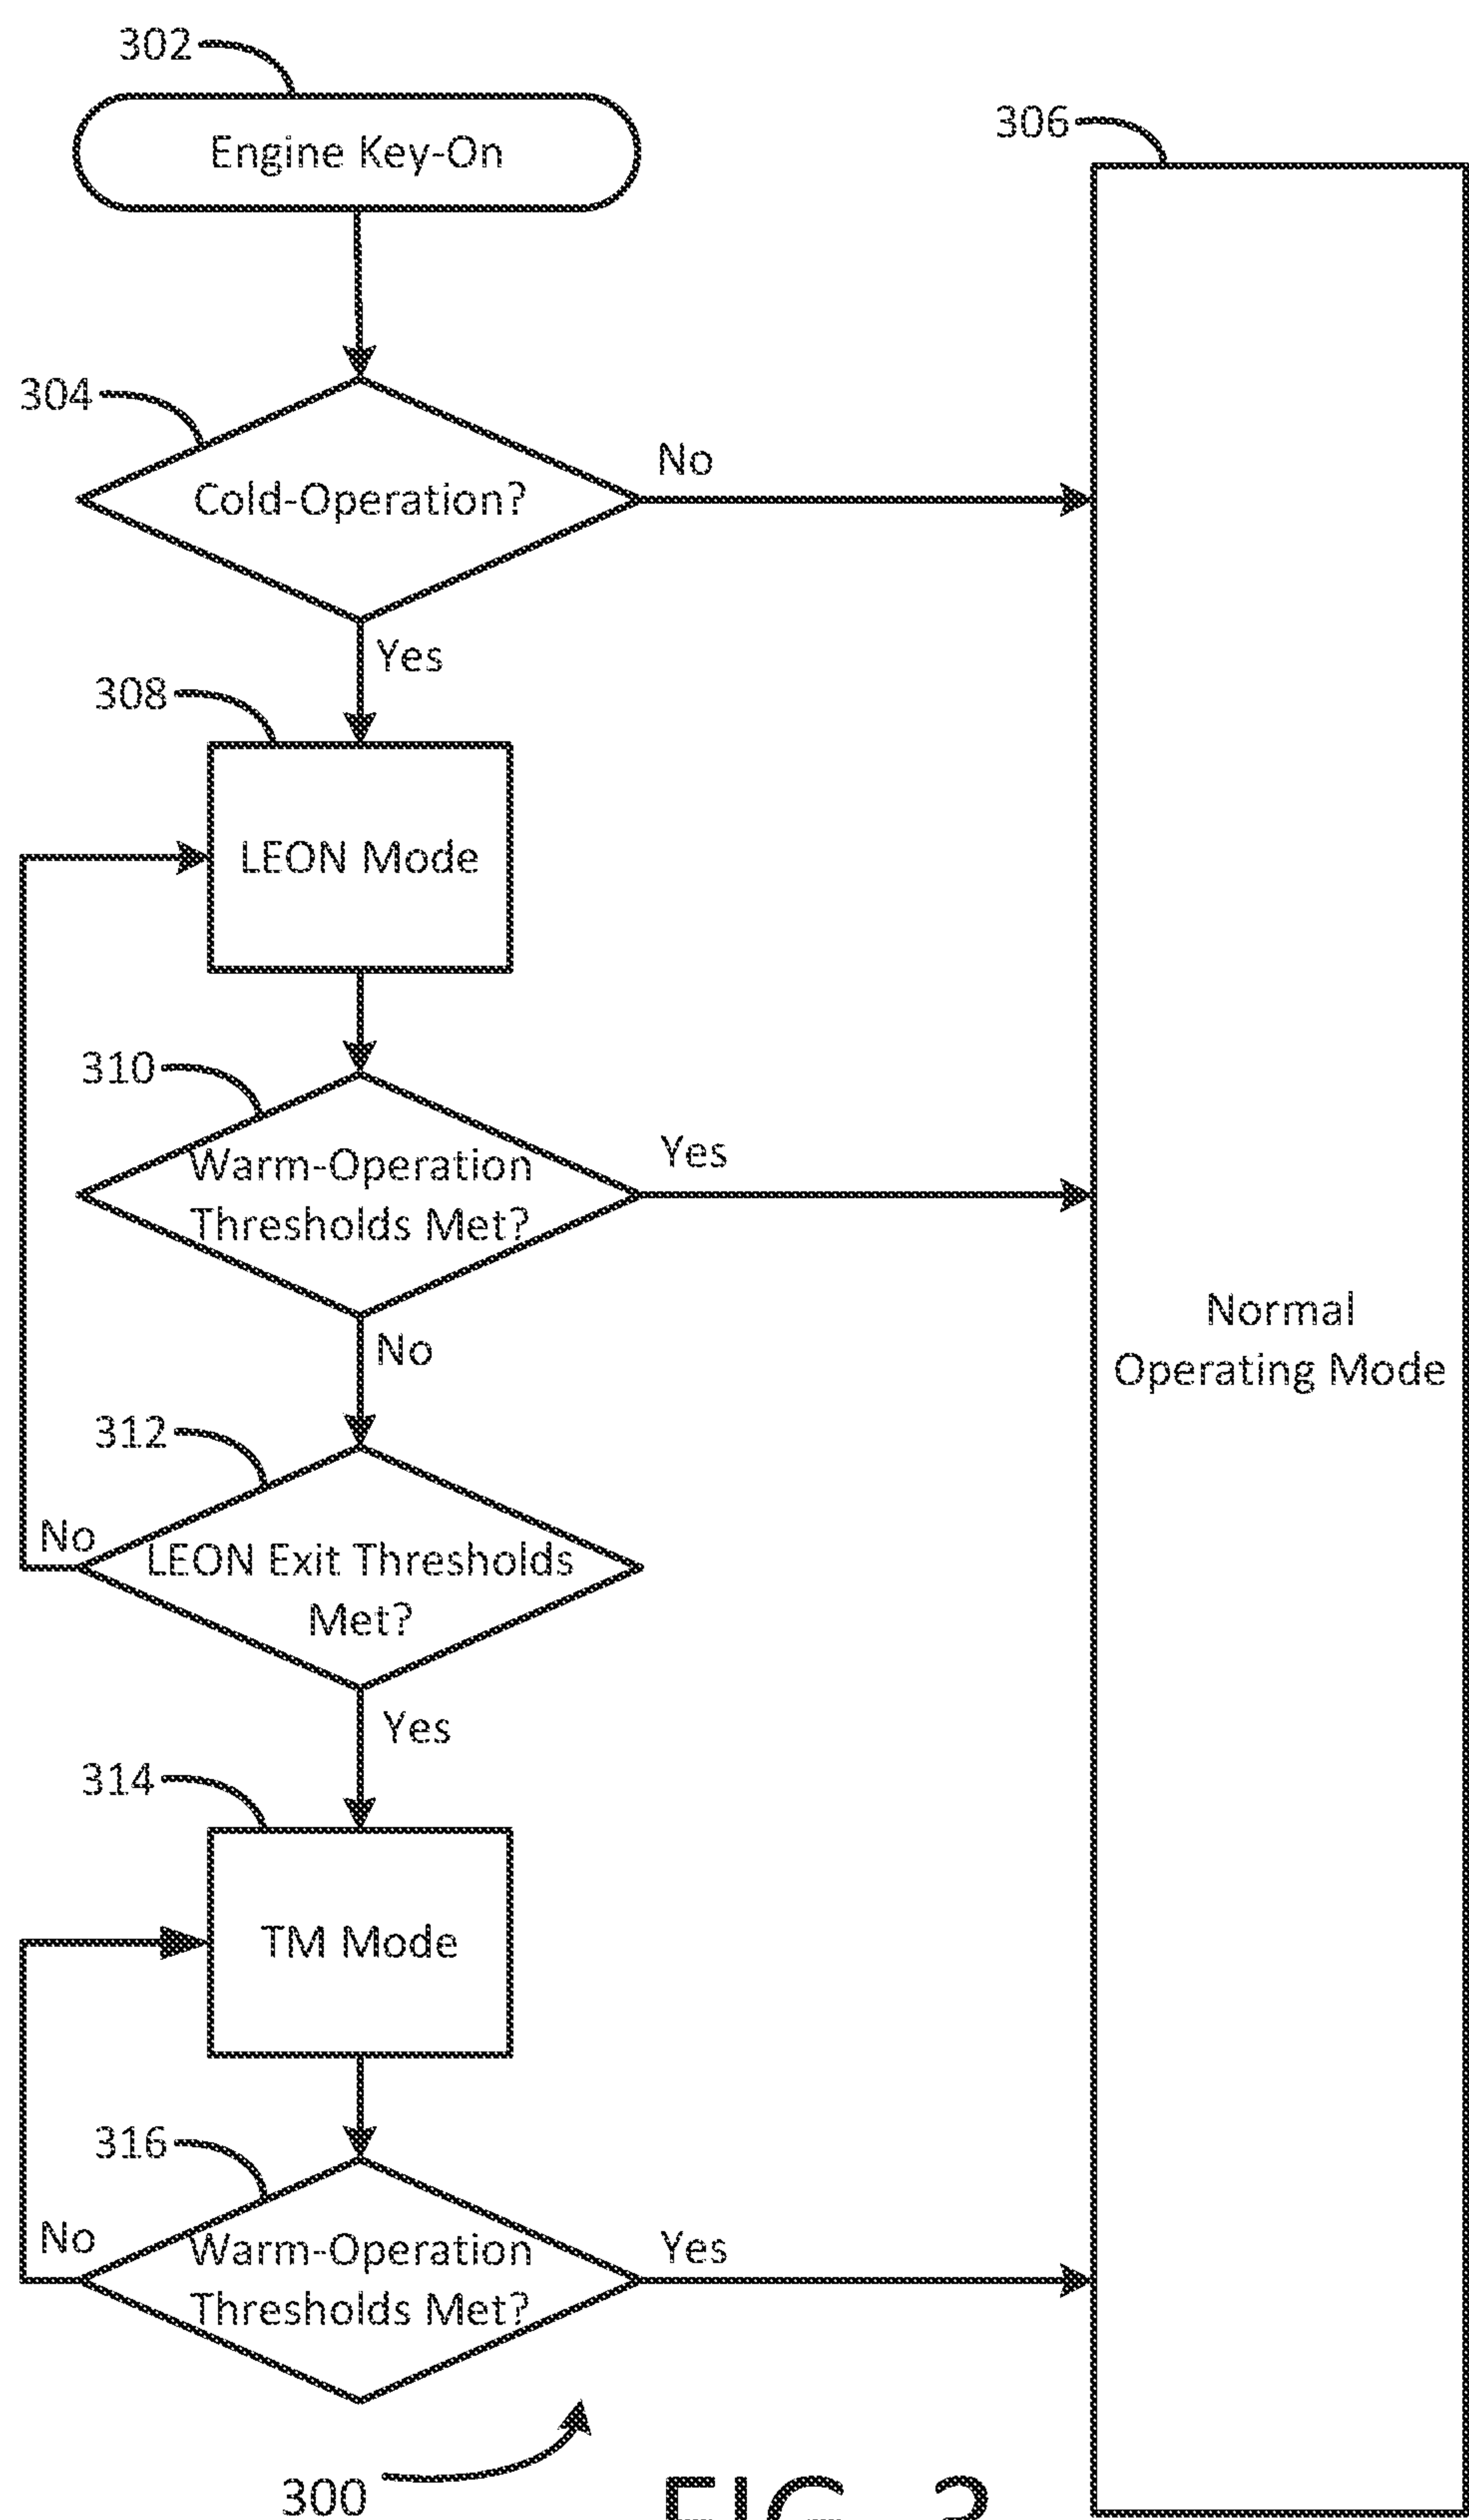 302
Engine Key-On
306
304
Cold-Operation?
No
Yes
308
LEON Mode
310
Warm-Operation
Thresholds Met?
Yes
No
Normal
Operating Mode
312
No
LEON Exit Thresholds
Met?
Yes
314
TM Mode
316
No
Warm-Operation
Thresholds Met?
Yes
300
FIG. 3